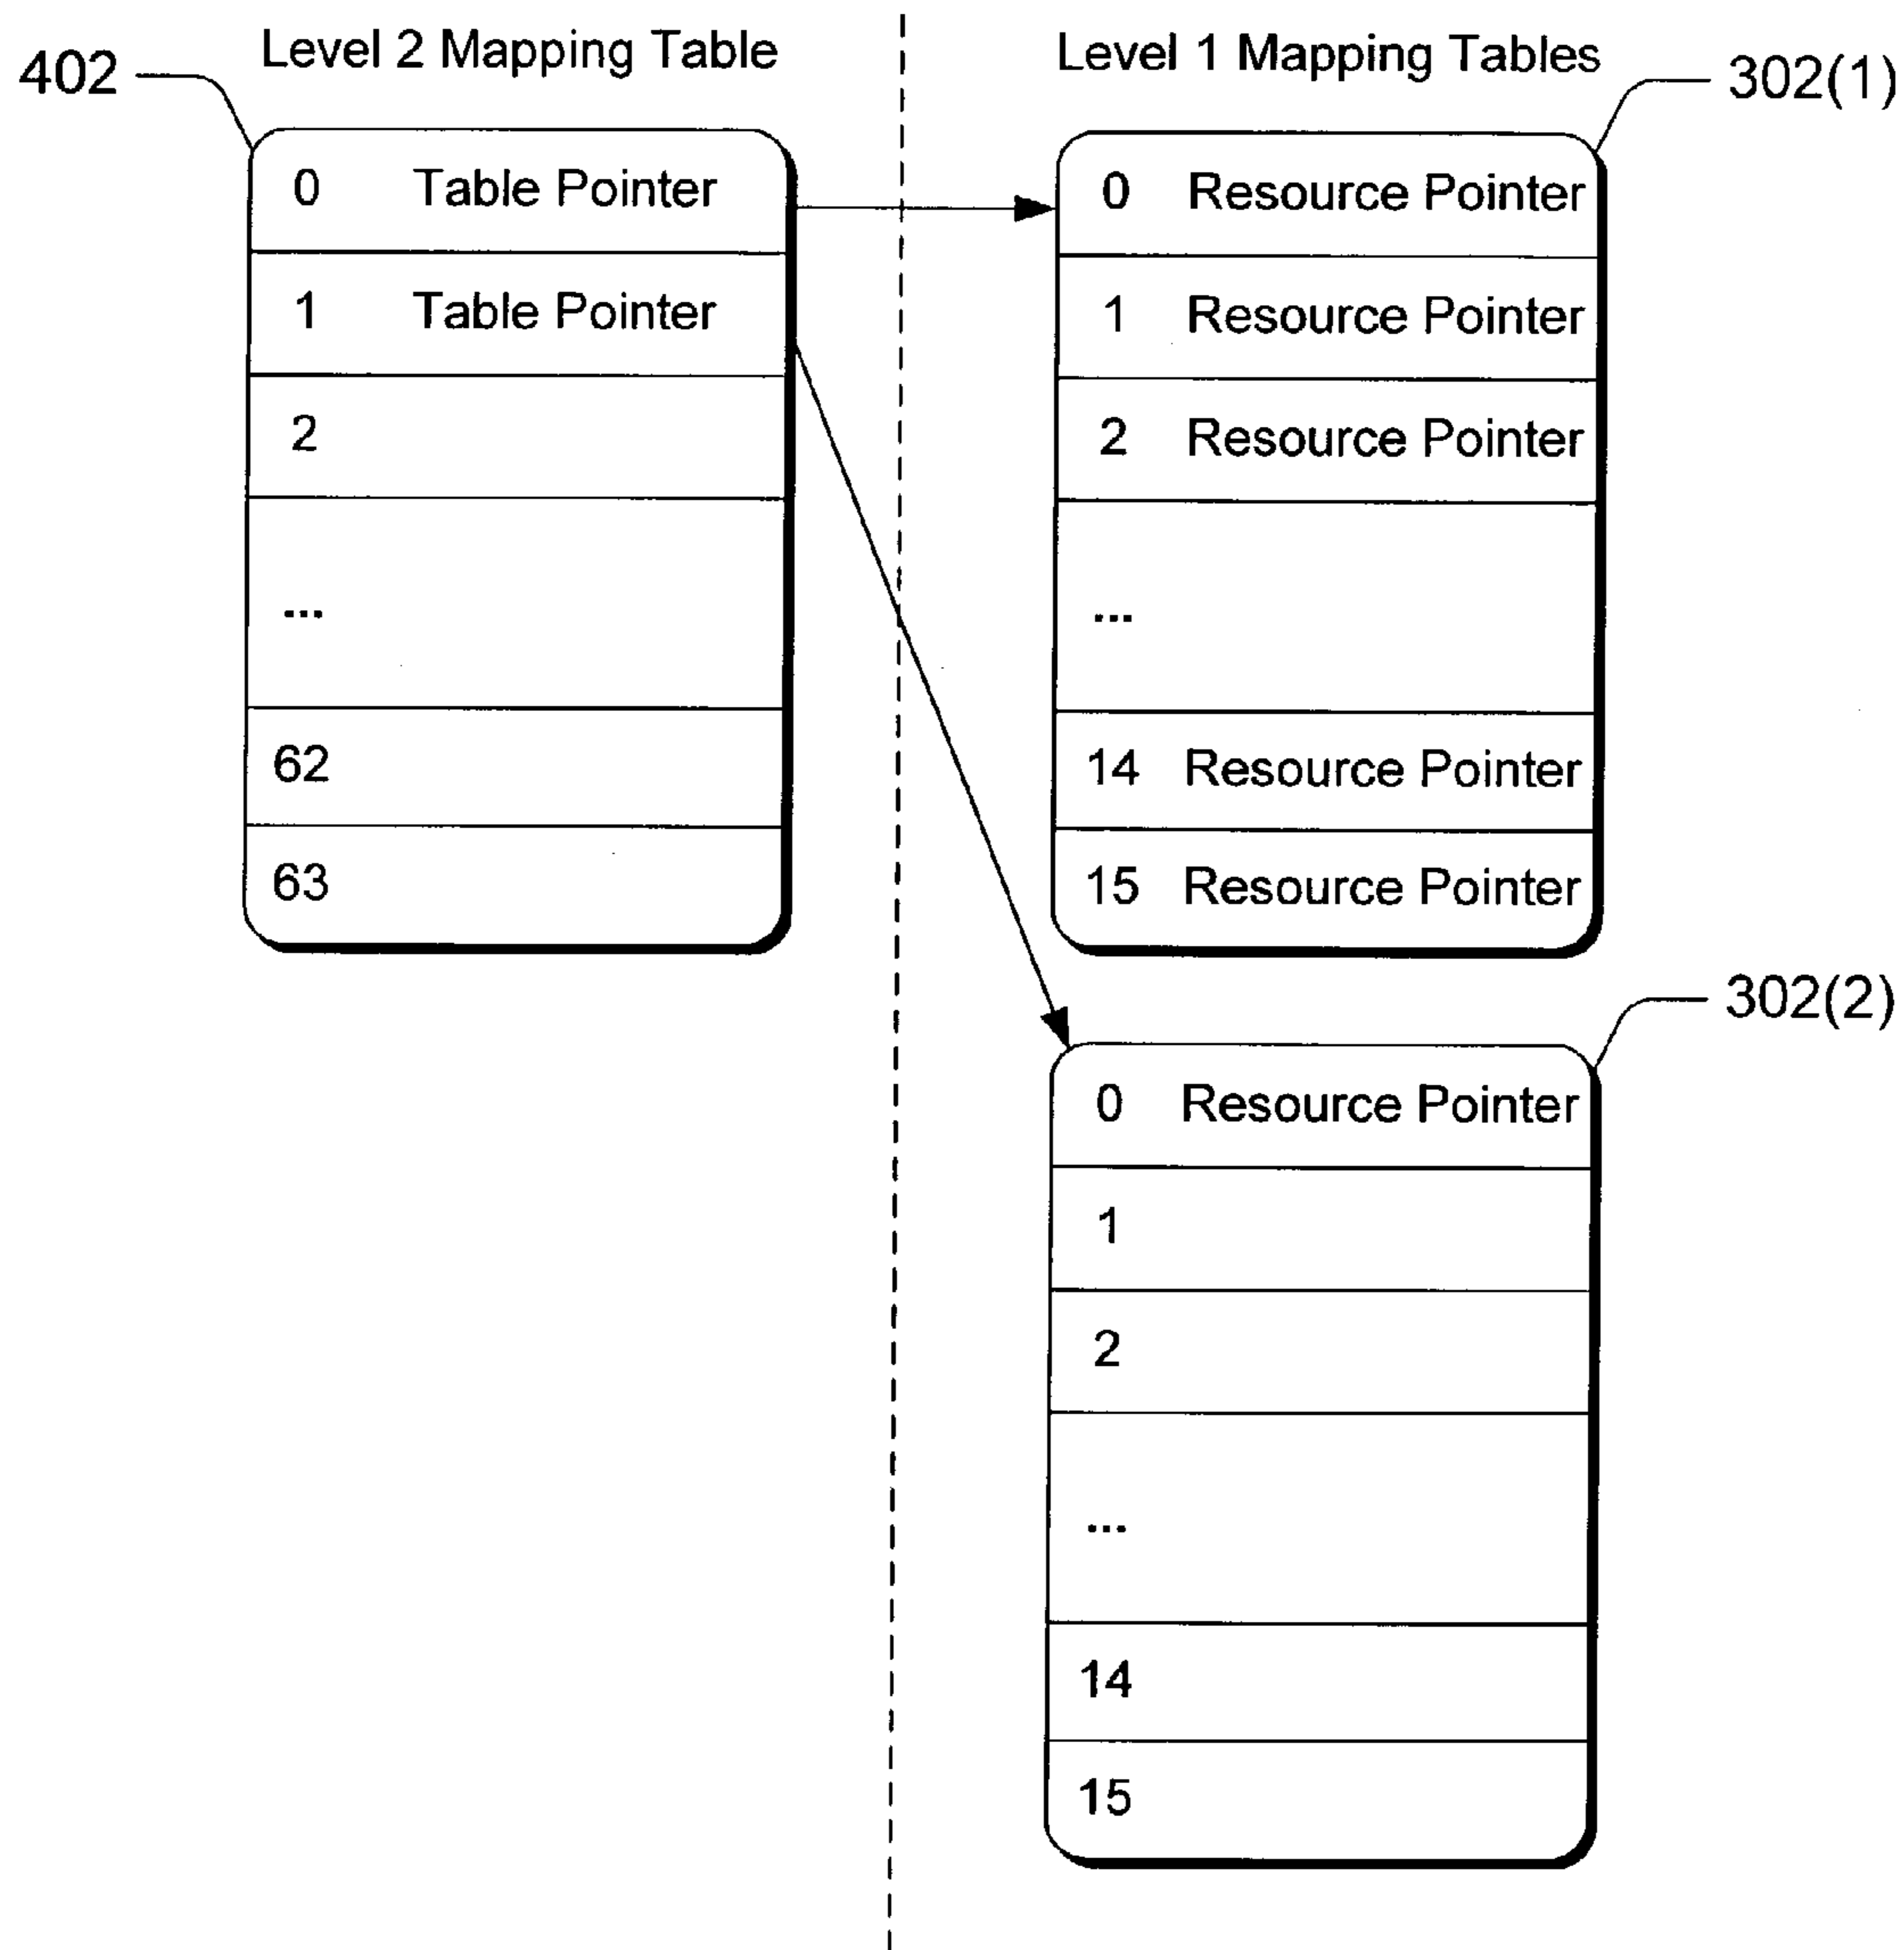 Level 2 Mapping Table
402
0 Table Pointer
1 Table Pointer
2
...
62
63
Level 1 Mapping Tables
302(1)
0 Resource Pointer
1 Resource Pointer
2 Resource Pointer
...
14 Resource Pointer
15 Resource Pointer
302(2)
0 Resource Pointer
1
2
...
14
15